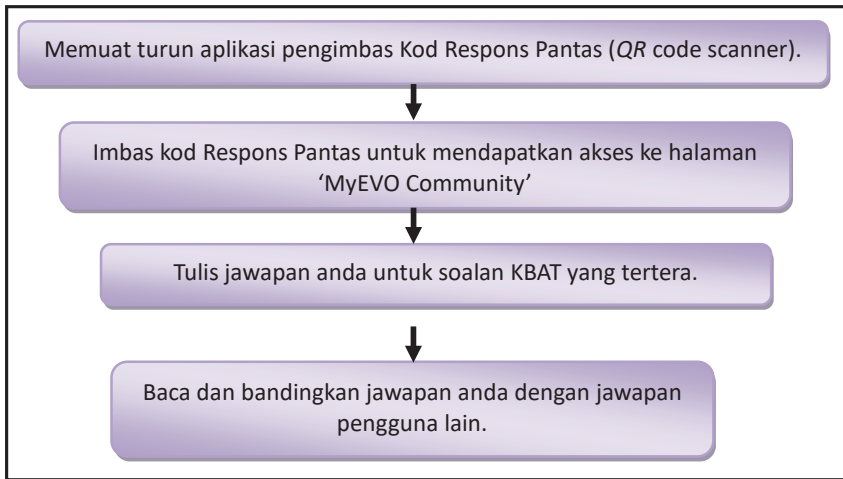 Memuat turun aplikasi pengimbas Kod Respons Pantas (QR code scanner).
Imbas kod Respons Pantas untuk mendapatkan akses ke halaman
‘MyEVO Community’
Tulis jawapan anda untuk soalan KBAT yang tertera.
Baca dan bandingkan jawapan anda dengan jawapan
pengguna lain.